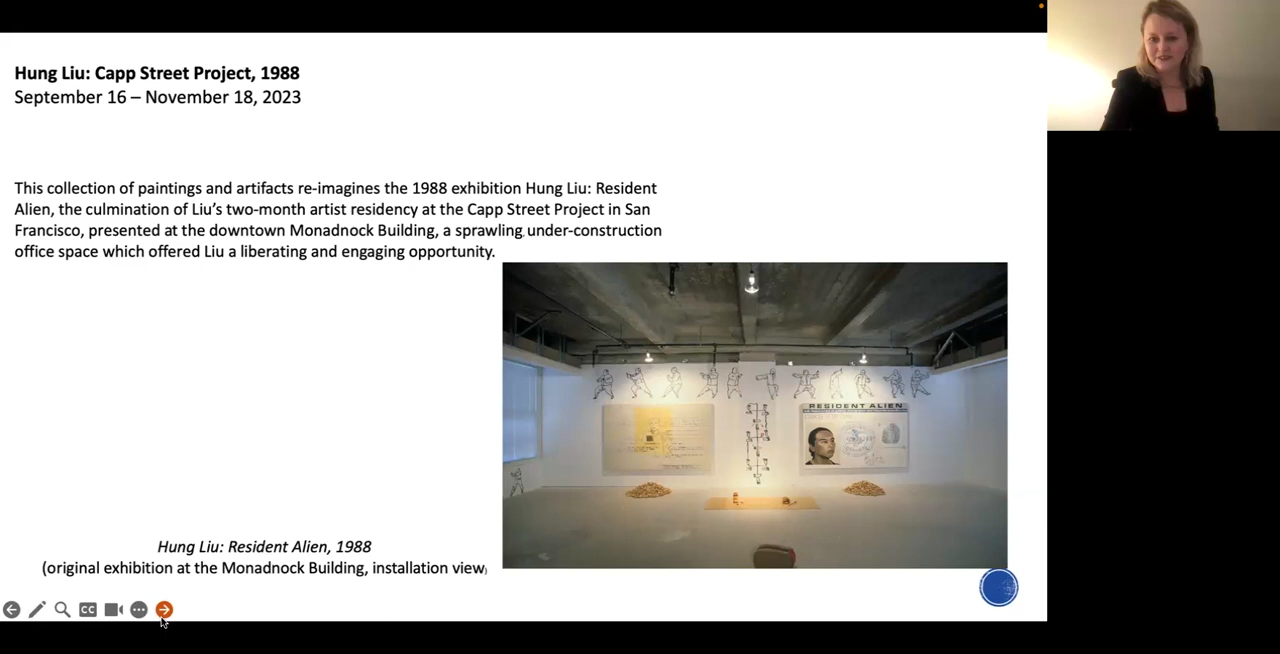 Hung Liu: Capp Street Project, 1988
September 16 – November 18, 2023
This collection of paintings and artifacts re-imagines the 1988 exhibition Hung Liu: Resident
Alien, the culmination of Liu's two-month artist residency at the Capp Street Project in San
Francisco, presented at the downtown Monadnock Building, a sprawling under-construction
office space which offered Liu a liberating and engaging opportunity.
RESIDENT ALIEN
Hung Liu: Resident Alien, 1988
(original exhibition at the Monadnock Building, installation view)
CC